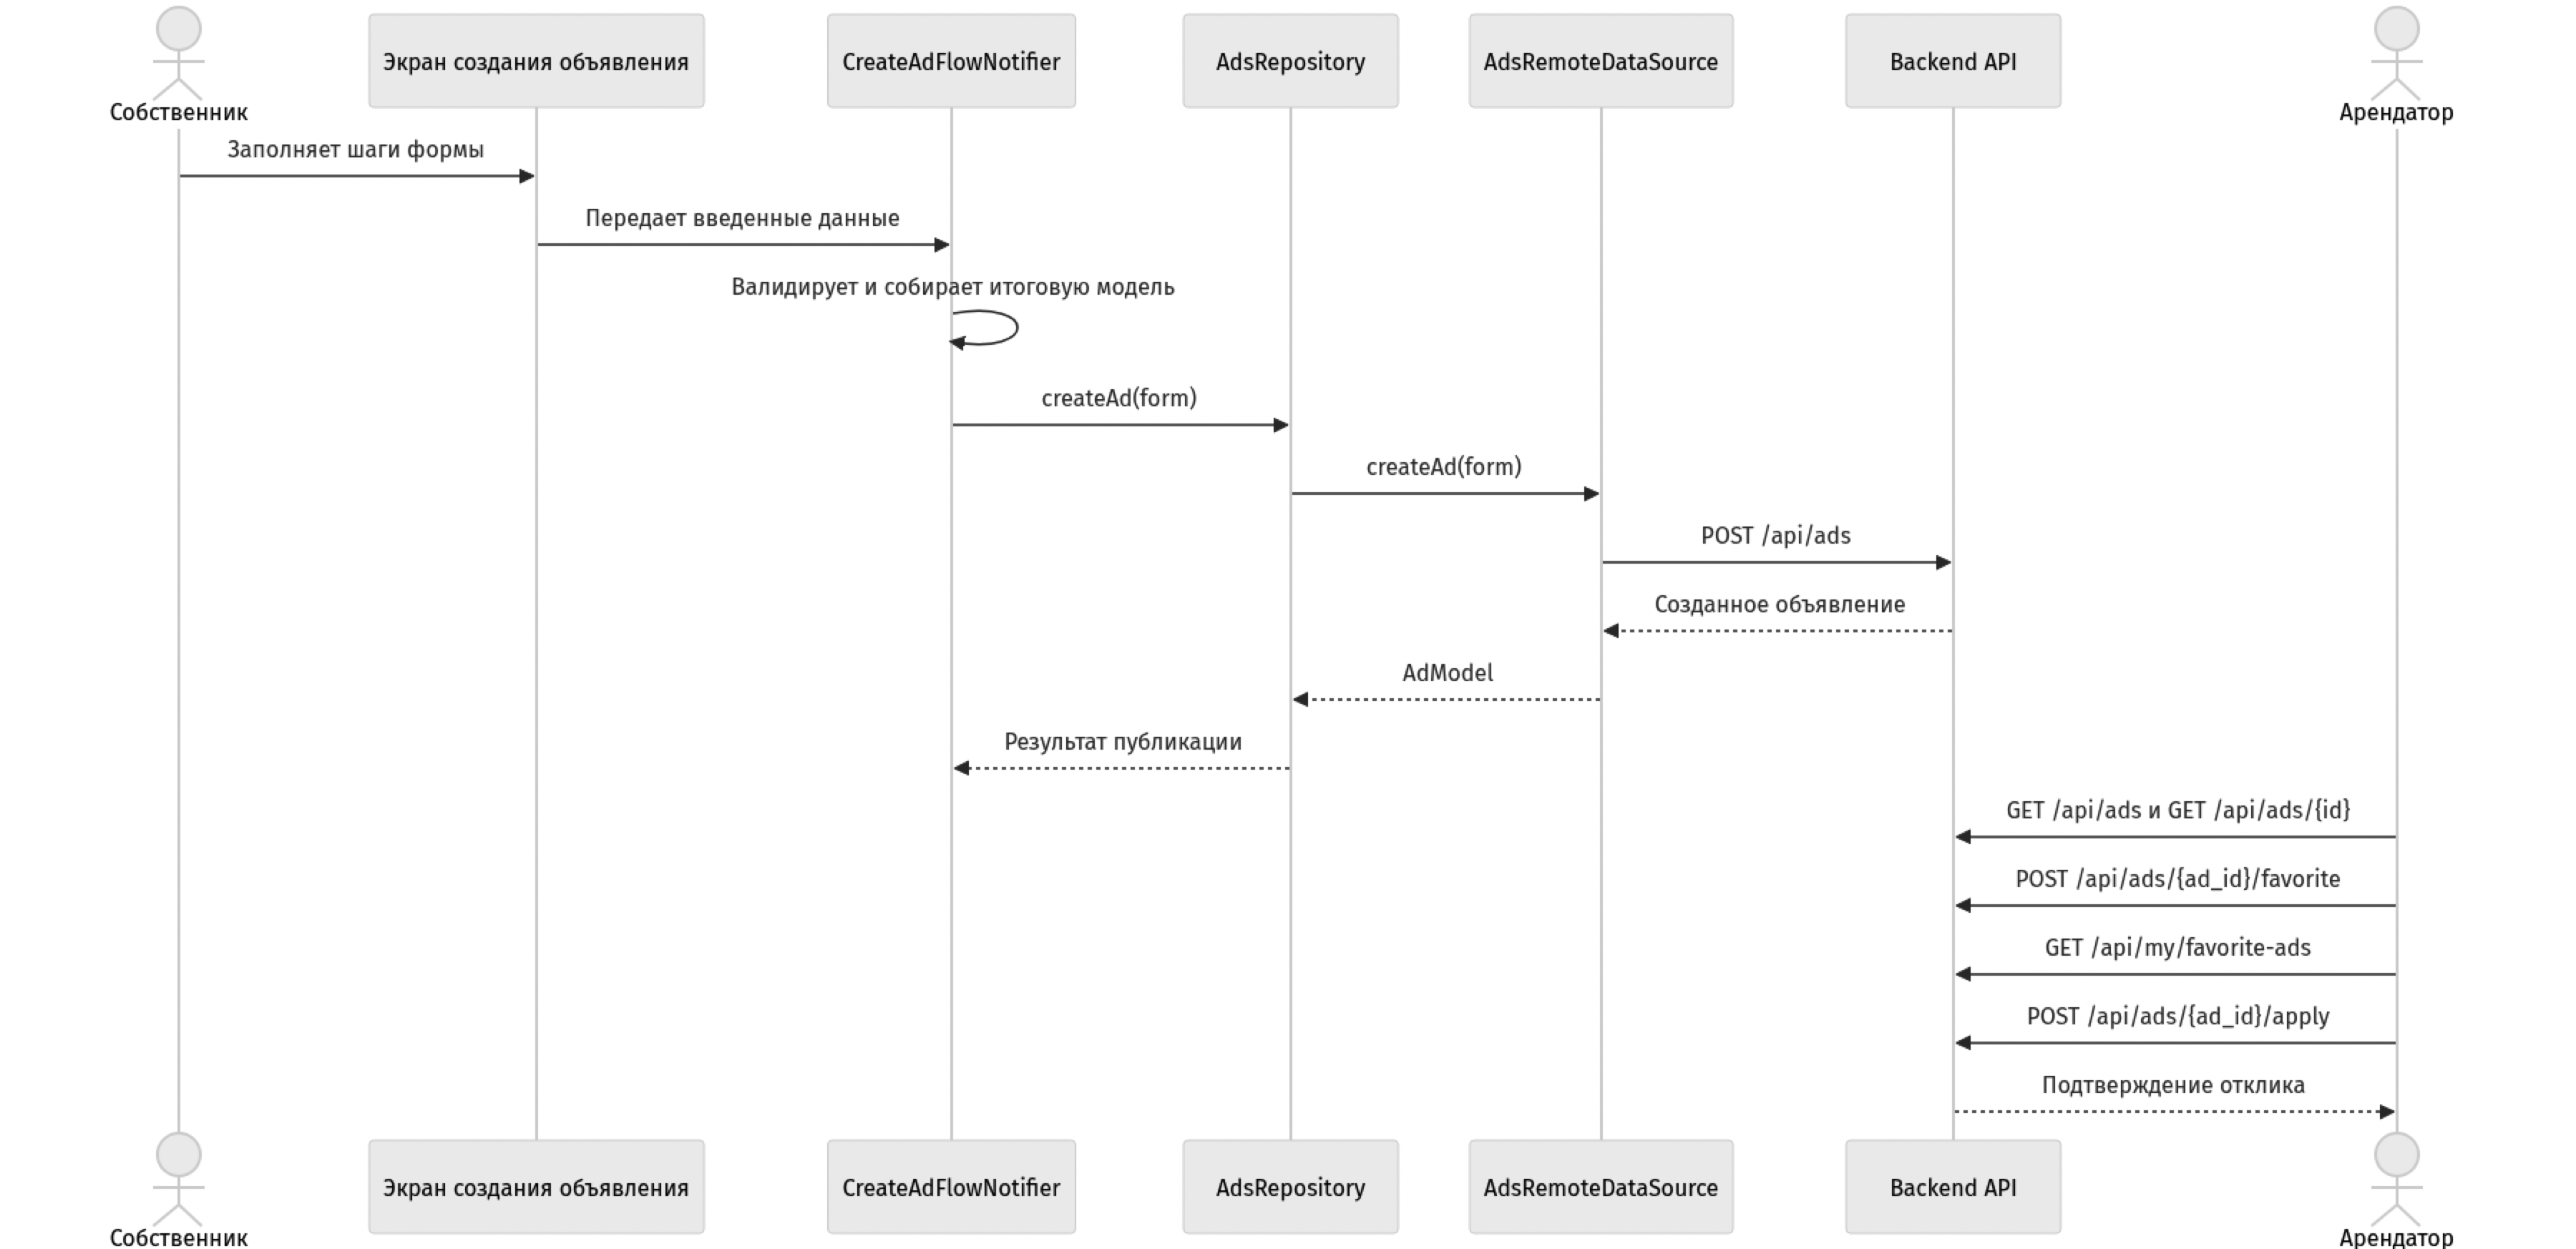 Собственник
Экран создания объявления
CreateAdFlowNotifier
AdsRepository
AdsRemoteDataSource
Backend API
Арендатор
Заполняет шаги формы
Передает введенные данные
Валидирует и собирает итоговую модель
createAd(form)
createAd(form)
POST /api/ads
Созданное объявление
AdModel
Результат публикации
GET /api/ads и GET /api/ads/{id}
POST /api/ads/{ad_id}/favorite
GET /api/my/favorite-ads
POST /api/ads/{ad_id}/apply
Подтверждение отклика
Собственник
Экран создания объявления
CreateAdFlowNotifier
AdsRepository
AdsRemoteDataSource
Backend API
Арендатор